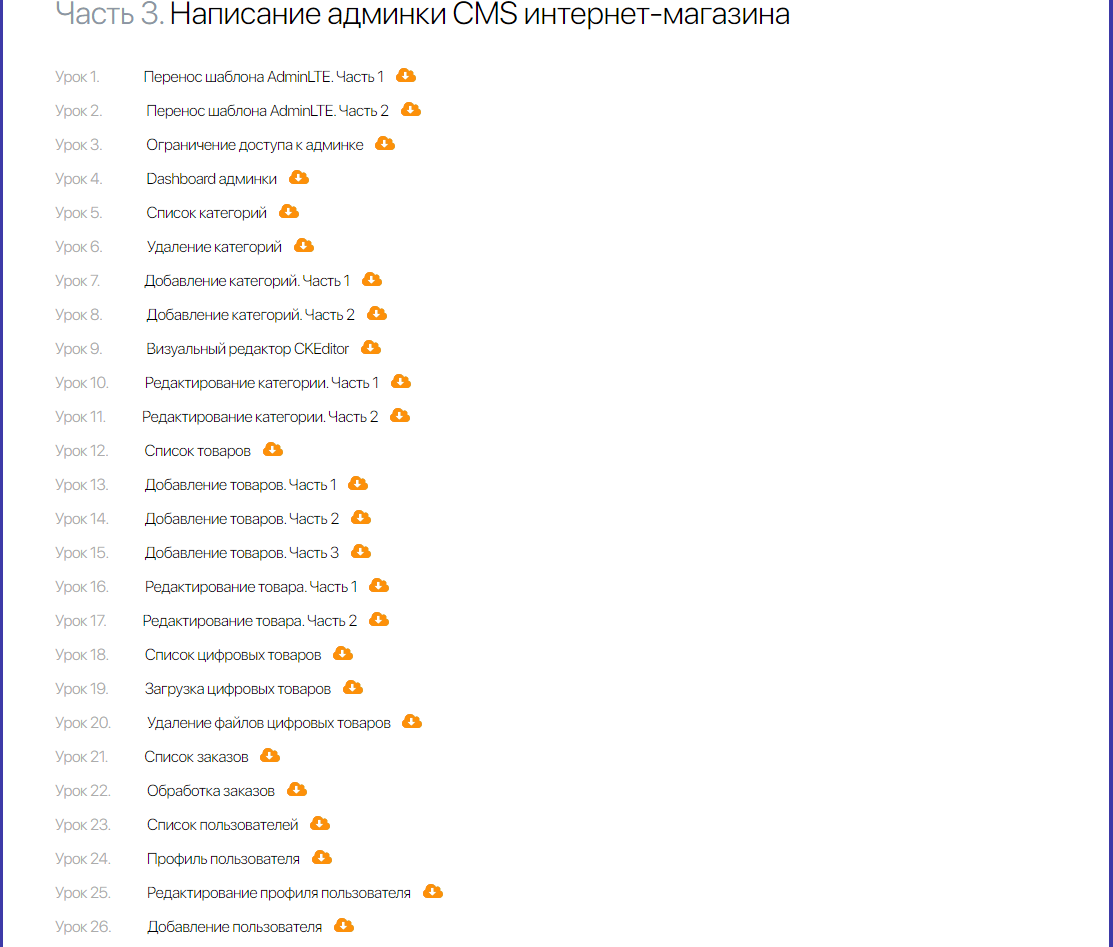 Часть 3. Написание админки CMS интернет-магазина
Урок 1. Перенос шаблона AdminLTE. Часть 1
Урок 2. Перенос шаблона AdminLTE. Часть 2
Урок 3. Ограничение доступа к админке
Урок 4. Dashboard админки
Урок 5. Список категорий
Урок 6. Удаление категорий
Урок 7. Добавление категорий. Часть 1
Урок 8. Добавление категорий. Часть 2
Урок 9. Визуальный редактор CKEditor
Урок 10. Редактирование категории. Часть 1
Урок 11. Редактирование категории. Часть 2
Урок 12. Список товаров
Урок 13. Добавление товаров. Часть 1
Урок 14. Добавление товаров. Часть 2
Урок 15. Добавление товаров. Часть 3
Урок 16. Редактирование товара. Часть 1
Урок 17. Редактирование товара. Часть 2
Урок 18. Список цифровых товаров
Урок 19. Загрузка цифровых товаров
Урок 20. Удаление файлов цифровых товаров
Урок 21. Список заказов
Урок 22. Обработка заказов
Урок 23. Список пользователей
Урок 24. Профиль пользователя
Урок 25. Редактирование профиля пользователя
Урок 26. Добавление пользователя